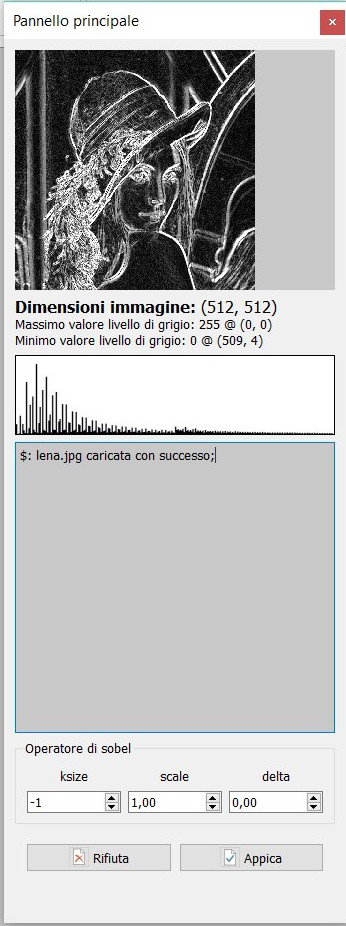 Pannello principale
Dimensioni immagine: (512, 512)
Massimo valore livello di grigio: 255 @ (0, 0)
Minimo valore livello di grigio: 0 @ (509, 4)
$: lena.jpg caricata con successo;
Operatore di sobel
ksize scale delta
-1 1,00 0,00
Rifiuta Appica